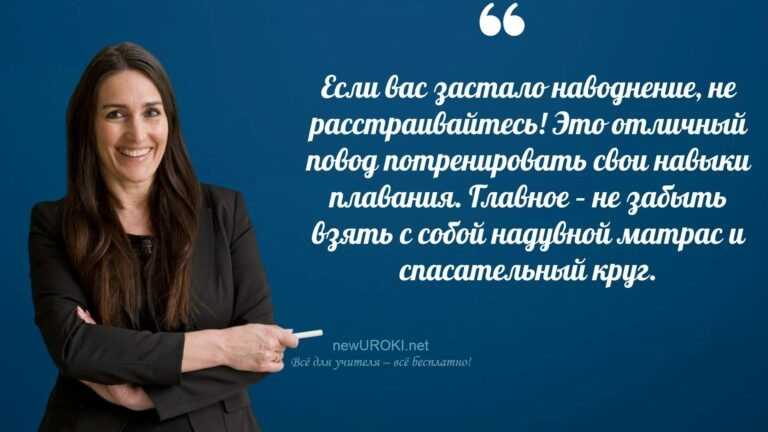 Если вас застало наводнение, не
расстраивайтесь! Это отличный
повод потренировать свои навыки
плавания. Главное - не забыть
взять с собой надувной матрас и
спасательный круг.
newUROKI.net
Всё для учителя – всё бесплатно!